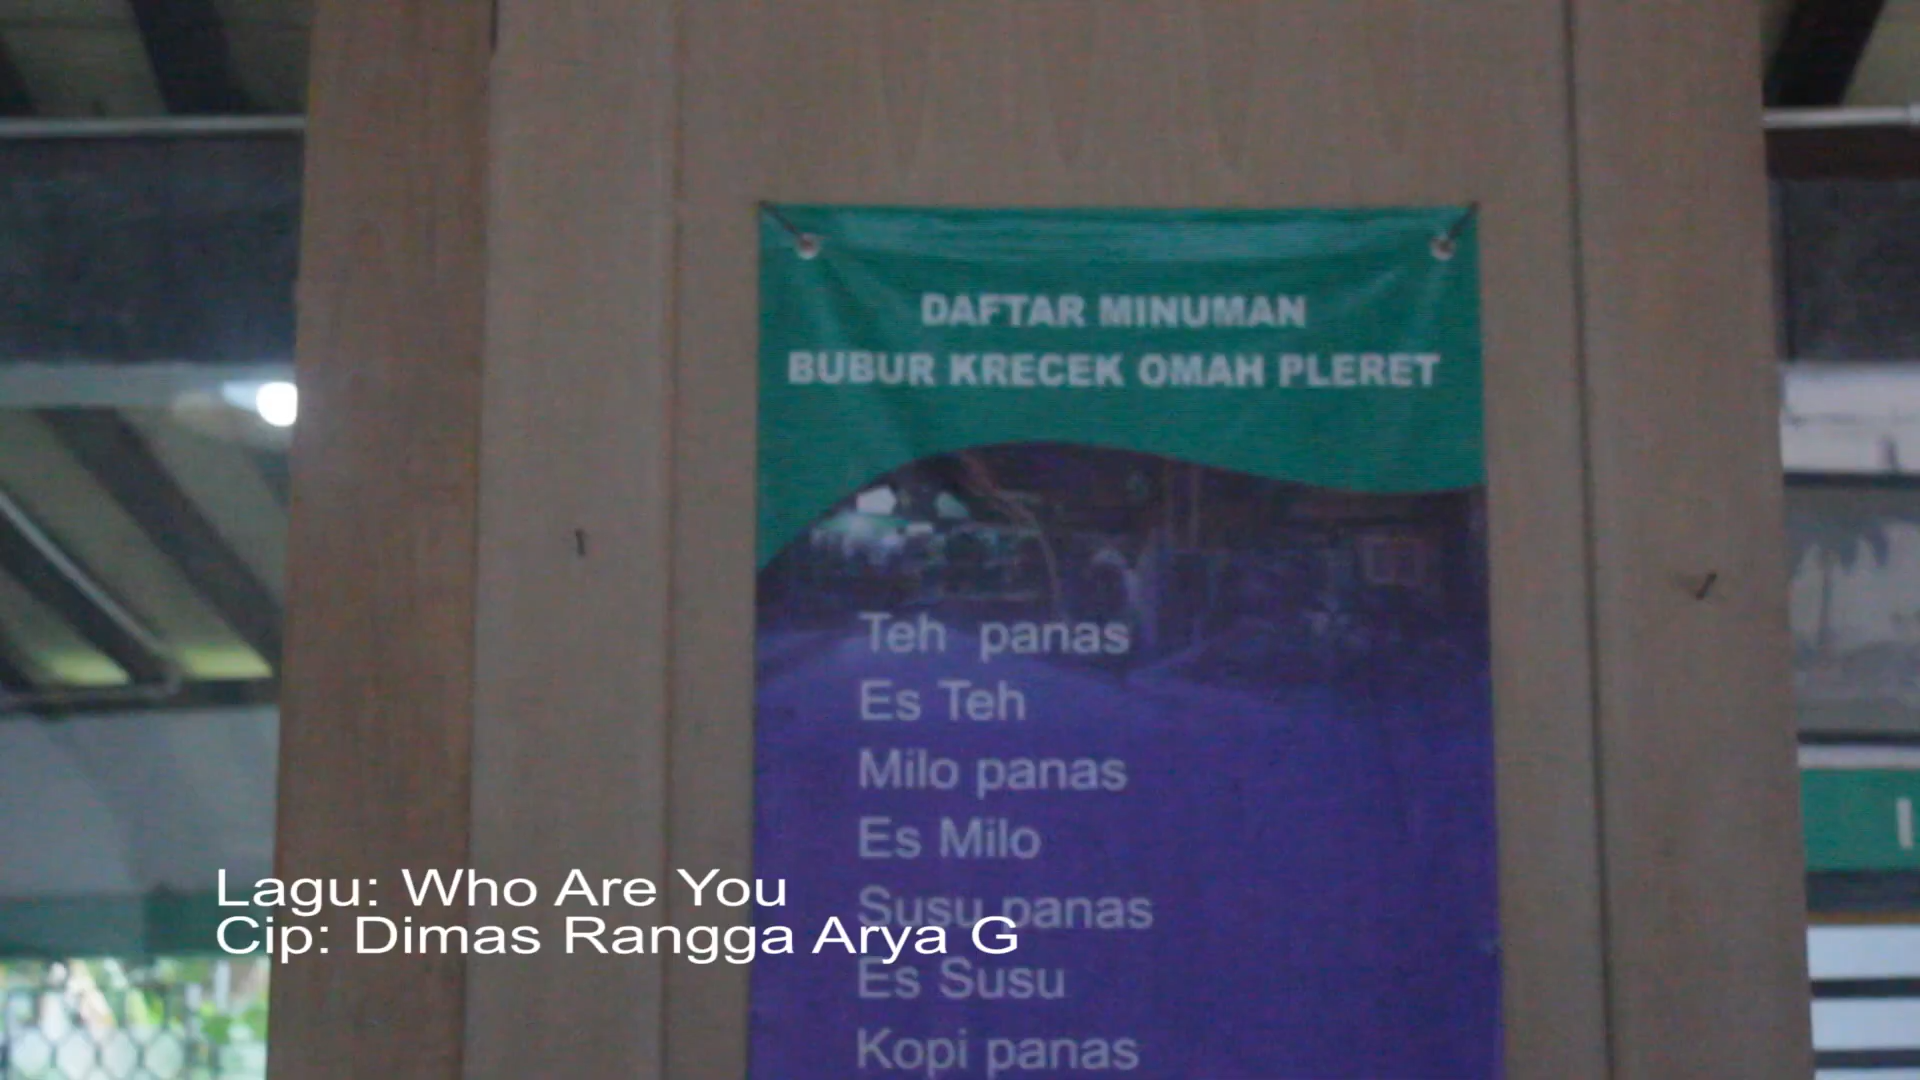 DAFTAR MINUMAN
BUBUR KRECEK OMAH PLERET
Teh panas
Es Teh
Milo panas
Es Milo
Susu panas
Es Susu
Kopi panas
Lagu: Who Are You
Cip: Dimas Rangga Arya G